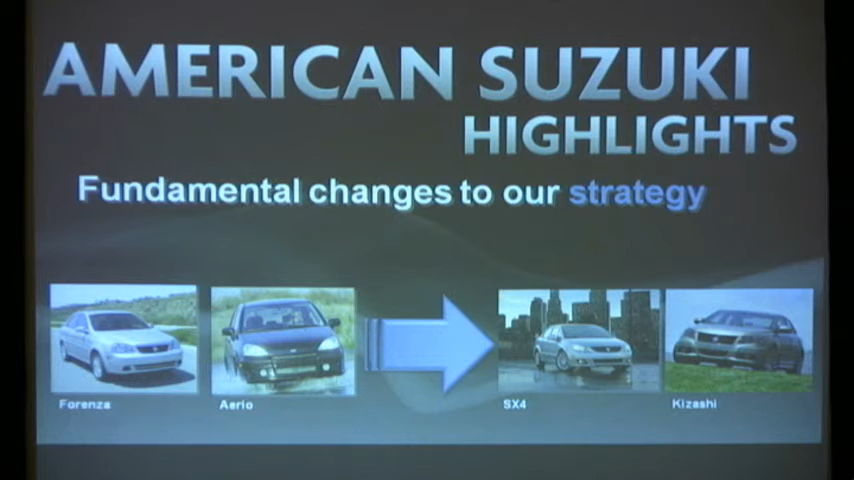 AMERICAN SUZUKI
HIGHLIGHTS
Fundamental changes to our strategy
Forenza
Aerio
SX4
Kizashi